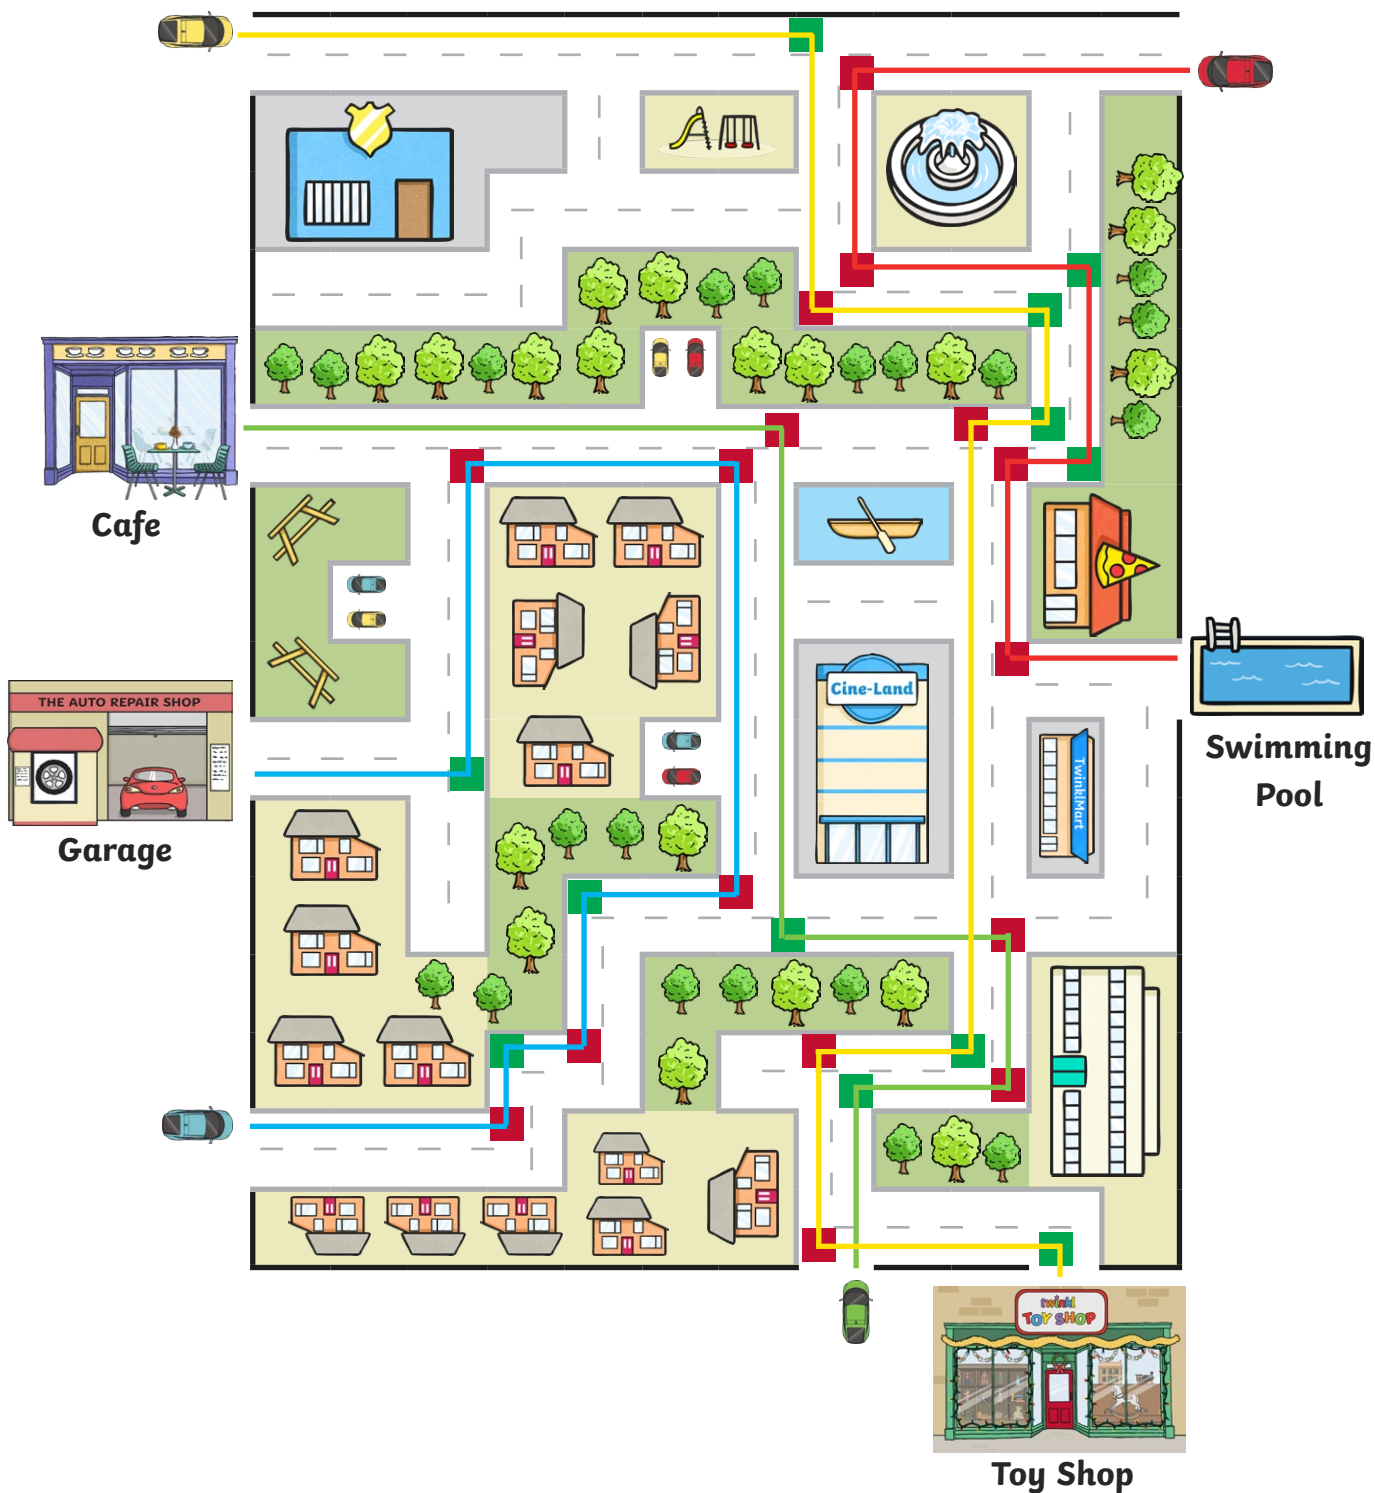 Cafe
THE AUTO REPAIR SHOP
Garage
Cine-Land
Swimming
Pool
TwinklMart
twinkl
TOY SHOP
Toy Shop